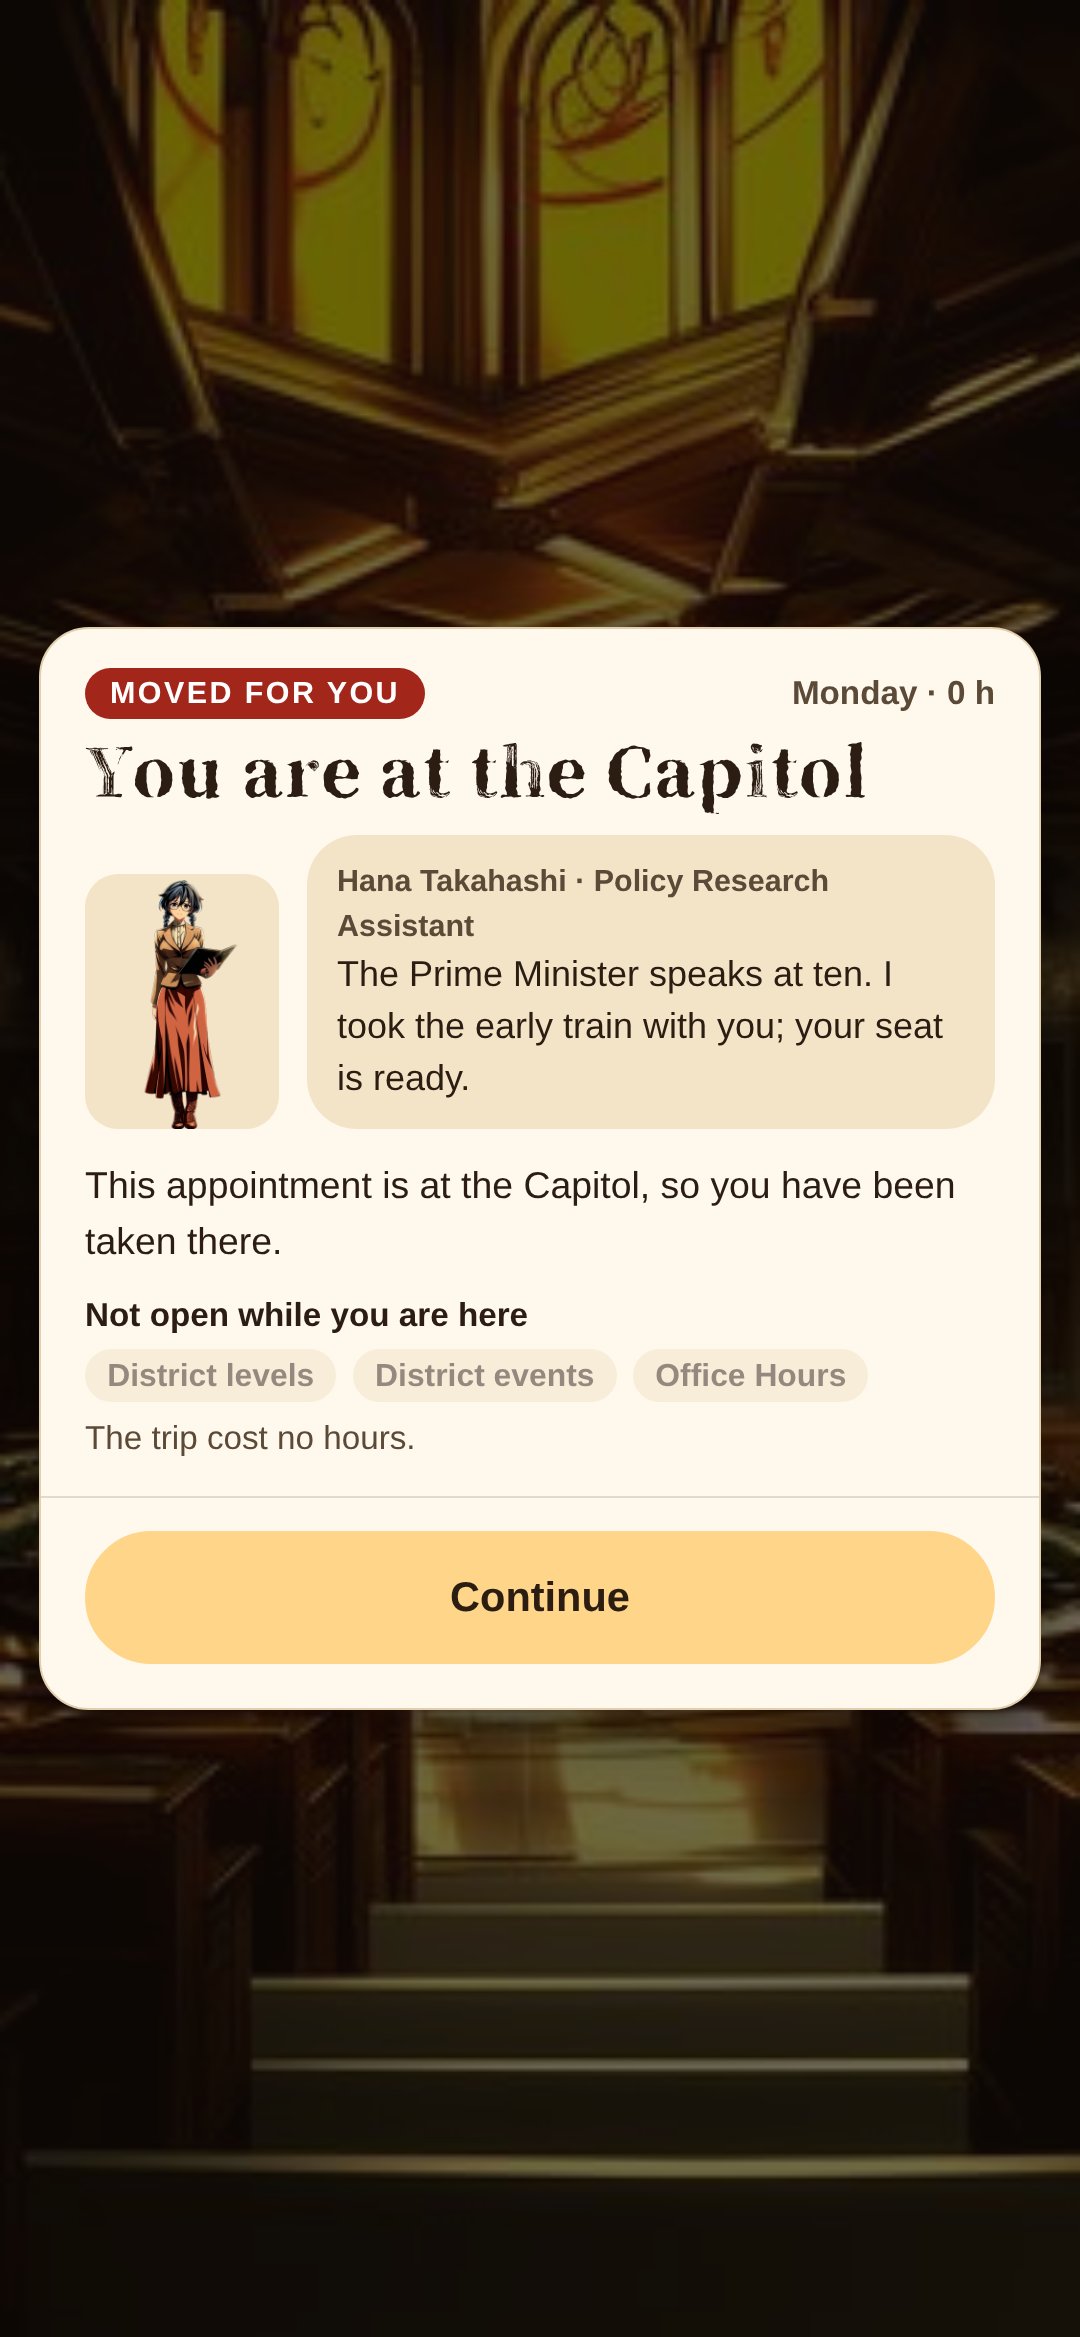 MOVED FOR YOU
Monday · 0 h
You are at the Capitol
Hana Takahashi · Policy Research
Assistant
The Prime Minister speaks at ten. I
took the early train with you; your seat
is ready.
This appointment is at the Capitol, so you have been
taken there.
Not open while you are here
District levels
District events
Office Hours
The trip cost no hours.
Continue